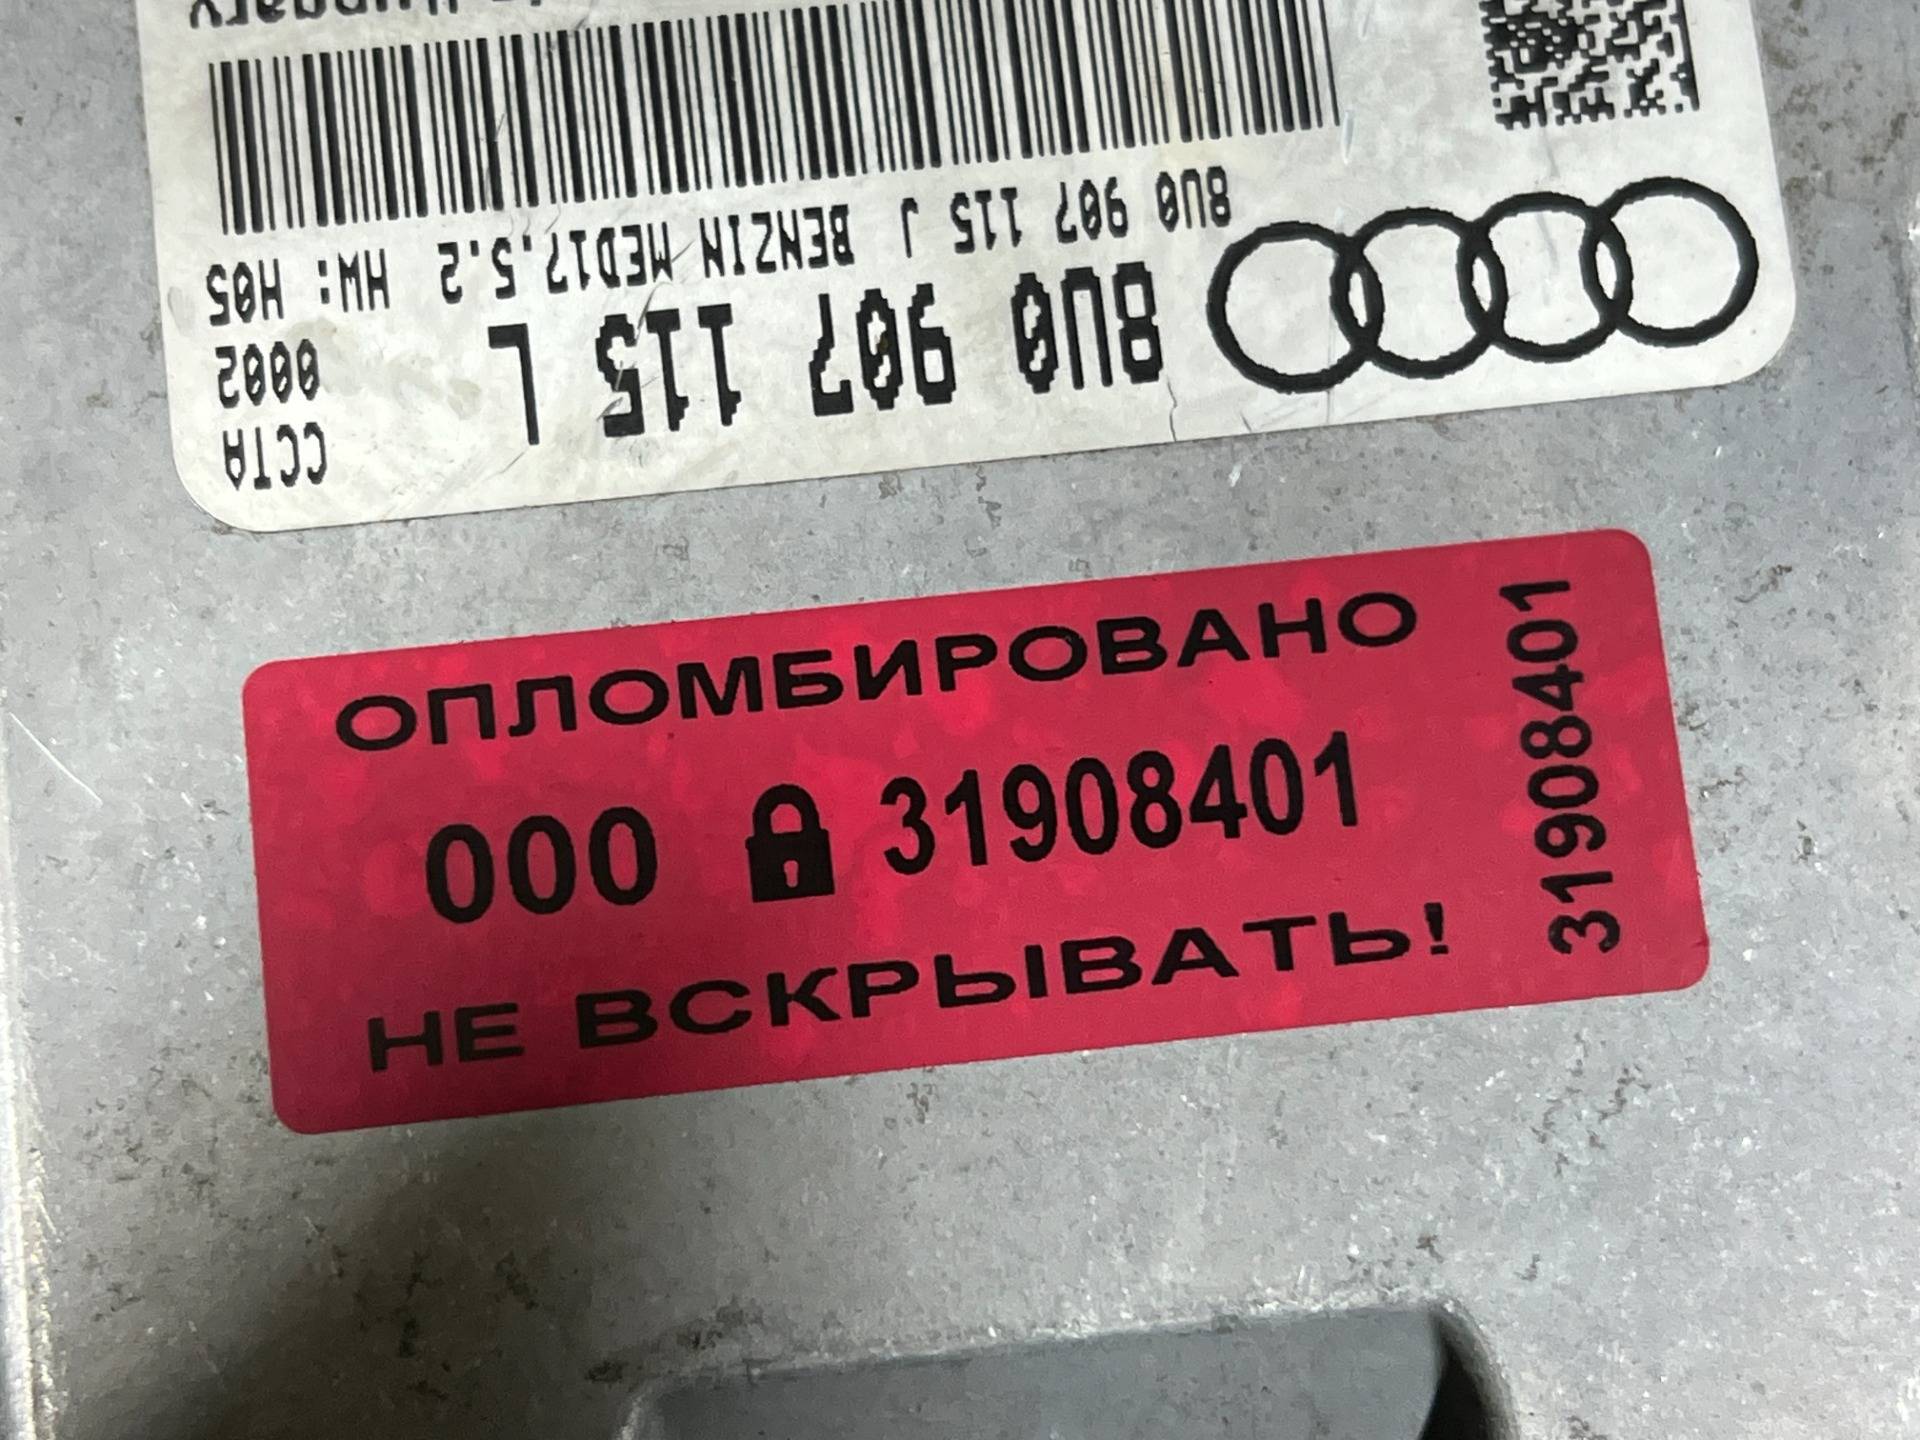 8U0 907 115 L
CCTA
0002
8U0 907 115 J BENZIN MED17.5.2 HW: H05
Hungary
ОПЛОМБИРОВАНО
000 31908401
НЕ ВСКРЫВАТЬ!
31908401